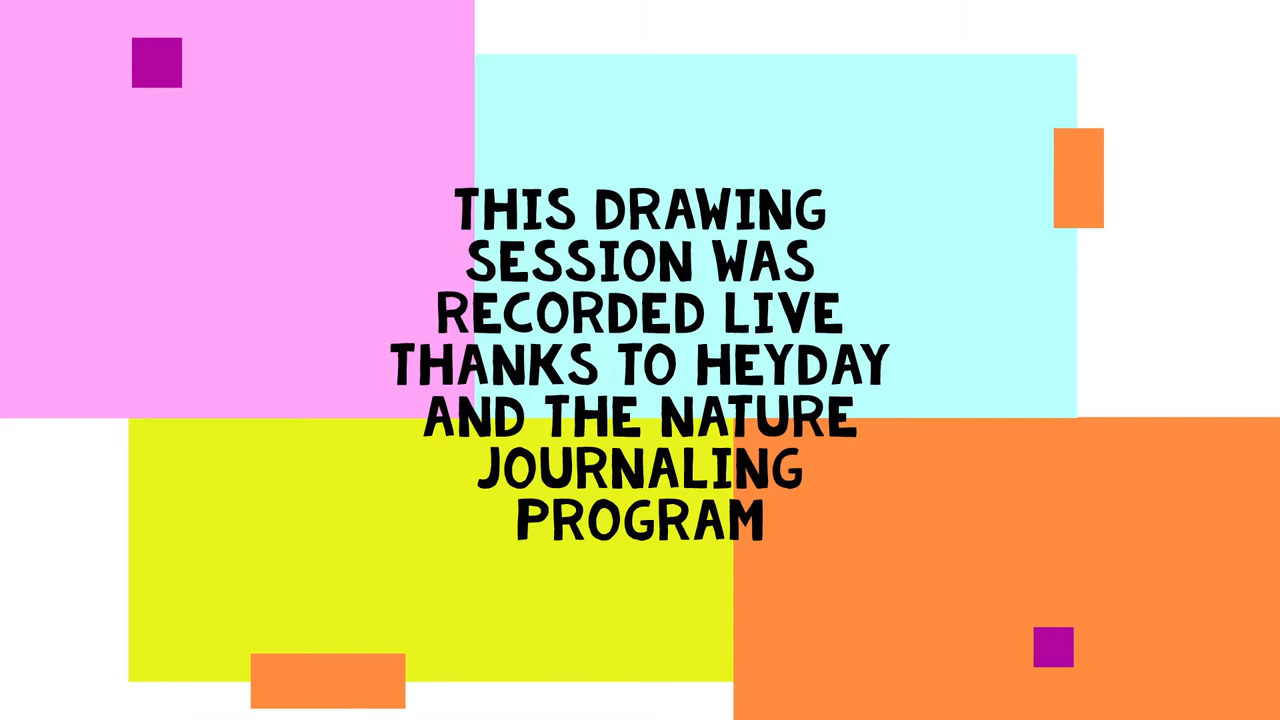 THIS DRAWING
SESSION WAS
RECORDED LIVE
THANKS TO HEYDAY
AND THE NATURE
JOURNALING
PROGRAM